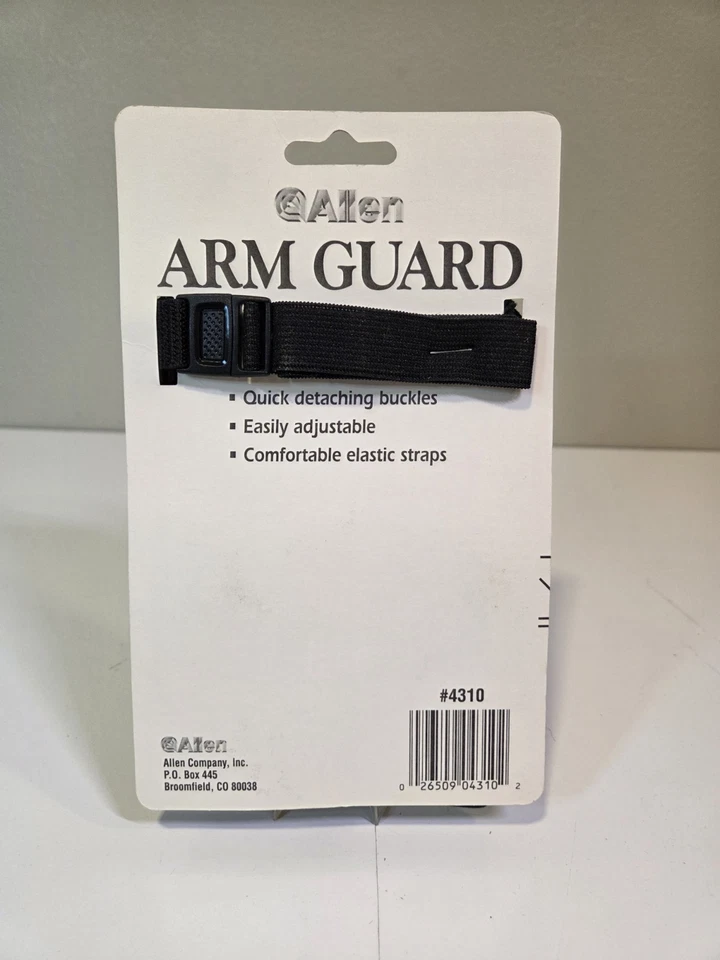 Allen
ARM GUARD
▪ Quick detaching buckles
▪ Easily adjustable
▪ Comfortable elastic straps
#4310
0 26509 04310 2
Allen
Allen Company, Inc.
P.O. Box 445
Broomfield, CO 80038